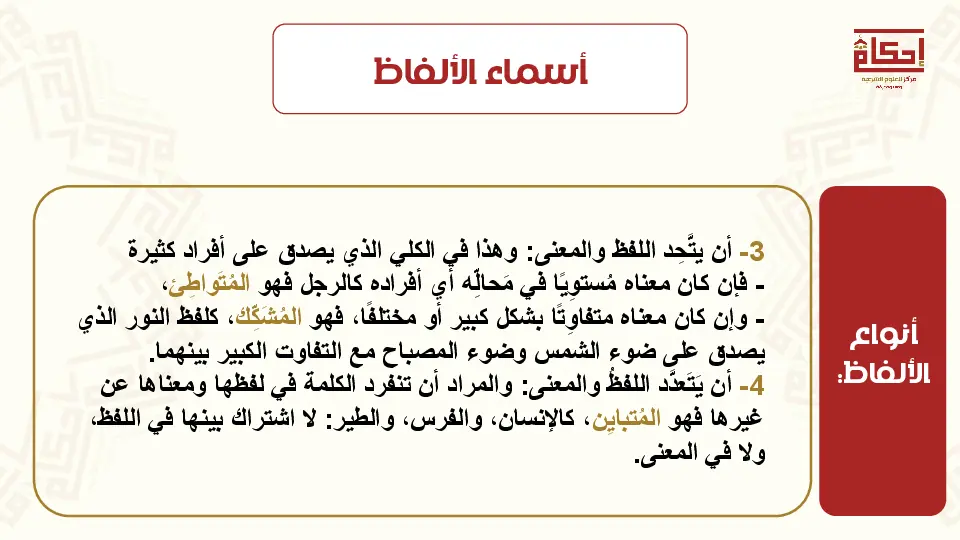 إحكام
مركز للعلوم الشرعية
أسماء الألفاظ
أنواع
الألفاظ:
3- أن يتَّحِد اللفظ والمعنى: وهذا في الكلي الذي يصدق على أفراد كثيرة
- فإن كان معناه مُستوِيًا في مَحالِّه أي أفراده كالرجل فهو المُتَواطِئ،
- وإن كان معناه متفاوِتًا بشكل كبير أو مختلفًا، فهو المُشَكِّك، كلفظ النور الذي
يصدق على ضوء الشمس وضوء المصباح مع التفاوت الكبير بينهما.
4- أن يَتَعدَّد اللفظُ والمعنى: والمراد أن تنفرد الكلمة في لفظها ومعناها عن
غيرها فهو المُتبايِن، كالإنسان، والفرس، والطير: لا اشتراك بينها في اللفظ،
ولا في المعنى.